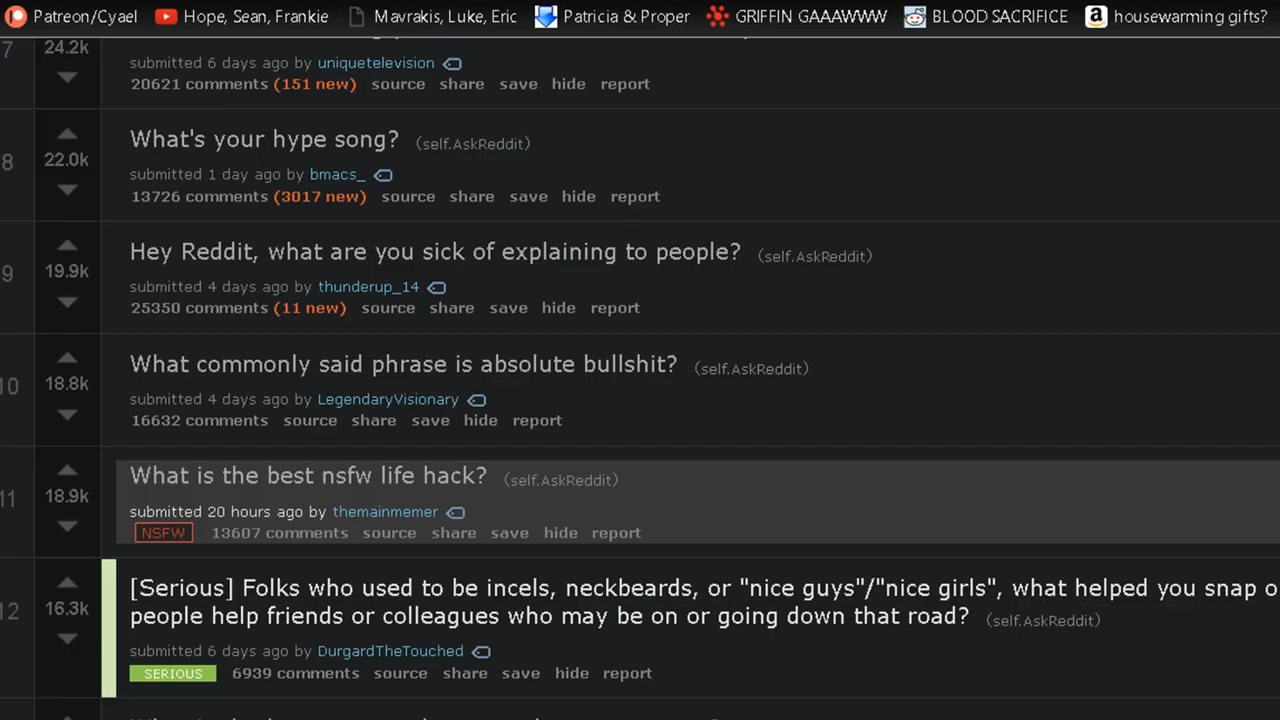 Patreon/Cyael Hope, Sean, Frankie Mavrakis, Luke, Eric Patricia & Proper GRIFFIN GAAAWWW BLOOD SACRIFICE housewarming gifts?
7 24.2k
submitted 6 days ago by uniquetelevision
20621 comments (151 new) source share save hide report
What's your hype song? (self.AskReddit)
8 22.0k
submitted 1 day ago by bmacs_
13726 comments (3017 new) source share save hide report
Hey Reddit, what are you sick of explaining to people? (self.AskReddit)
9 19.9k
submitted 4 days ago by thunderup_14
25350 comments (11 new) source share save hide report
What commonly said phrase is absolute bullshit? (self.AskReddit)
10 18.8k
submitted 4 days ago by LegendaryVisionary
16632 comments source share save hide report
What is the best nsfw life hack? (self.AskReddit)
11 18.9k
submitted 20 hours ago by themainmemer
NSFW 13607 comments source share save hide report
[Serious] Folks who used to be incels, neckbeards, or "nice guys"/"nice girls", what helped you snap o
12 16.3k
people help friends or colleagues who may be on or going down that road? (self.AskReddit)
submitted 6 days ago by DurgardTheTouched
SERIOUS 6939 comments source share save hide report